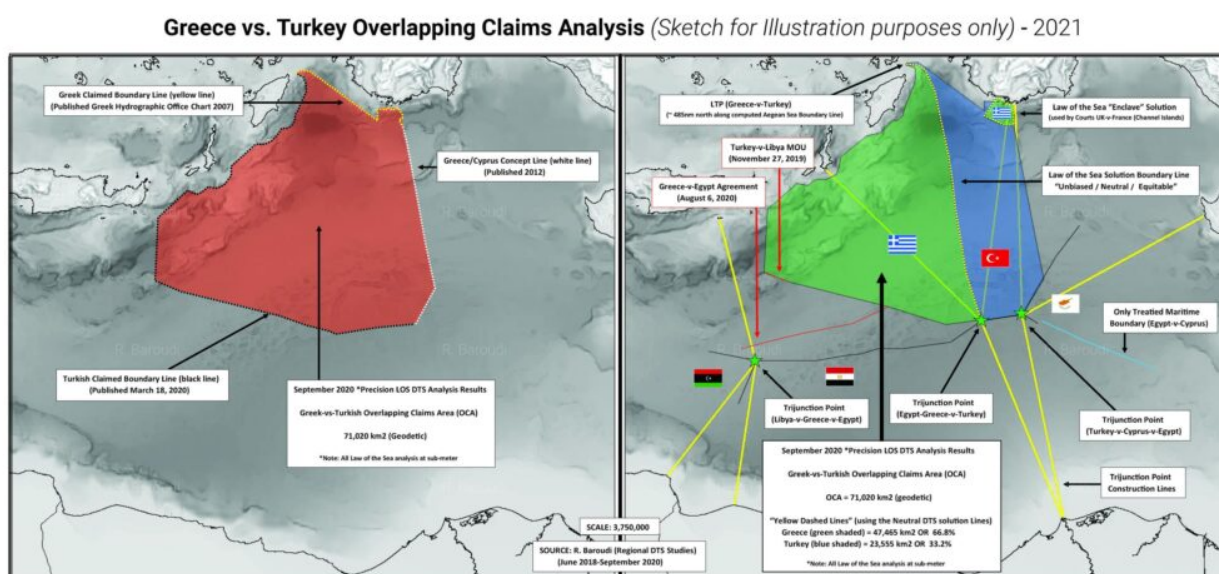 Greece vs. Turkey Overlapping Claims Analysis (Sketch for Illustration purposes only) - 2021
Greek Claimed Boundary Line (yellow line)
(Published Greek Hydrographic Office Chart 2007)
Greece/Cyprus Concept Line (white line)
(Published 2012)
R. Baroudi
R. Baroudi
Turkish Claimed Boundary Line (black line)
(Published March 18, 2020)
September 2020 *Precision LOS DTS Analysis Results
Greek-vs-Turkish Overlapping Claims Area (OCA)
71,020 km2 (Geodetic)
*Note: All Law of the Sea analysis at sub-meter
LTP (Greece-v-Turkey)
(~ 485nm north along computed Aegean Sea Boundary Line)
Turkey-v-Libya MOU
(November 27, 2019)
Greece-v-Egypt Agreement
(August 6, 2020)
Law of the Sea "Enclave" Solution
(used by Courts UK-v-France (Channel Islands)
Law of the Sea Solution Boundary Line
"Unbiased / Neutral / Equitable"
R. Baroudi
R. Baroudi
Only Treated Maritime
Boundary (Egypt-v-Cyprus)
Trijunction Point
(Libya-v-Greece-v-Egypt)
Trijunction Point
(Egypt-Greece-v-Turkey)
Trijunction Point
(Turkey-v-Cyprus-v-Egypt)
September 2020 *Precision LOS DTS Analysis Results
Greek-vs-Turkish Overlapping Claims Area (OCA)
OCA = 71,020 km2 (geodetic)
"Yellow Dashed Lines" (using the Neutral DTS solution Lines)
Greece (green shaded) = 47,465 km2 OR 66.8%
Turkey (blue shaded) = 23,555 km2 OR 33.2%
*Note: All Law of the Sea analysis at sub-meter
Trijunction Point
Construction Lines
SCALE: 3,750,000
SOURCE: R. Baroudi (Regional DTS Studies)
(June 2018-September 2020)